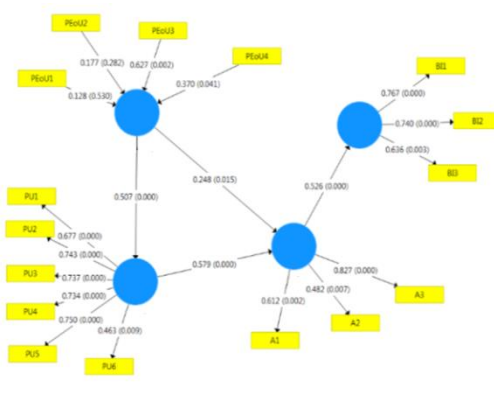 PEoU2
PEoU3
PEoU4
PEoU1
0.177 (0.282)
0.627 (0.002)
0.370 (0.041)
0.128 (0.530)
BI1
0.767 (0.000)
BI2
0.740 (0.000)
0.636 (0.003)
BI3
0.248 (0.015)
0.526 (0.000)
0.507 (0.000)
PU1
0.677 (0.000)
PU2
0.743 (0.000)
PU3
0.737 (0.000)
0.579 (0.000)
0.827 (0.000)
PU4
0.734 (0.000)
0.482 (0.007)
A3
0.612 (0.002)
0.750 (0.000)
0.463 (0.009)
A2
A1
PU5
PU6